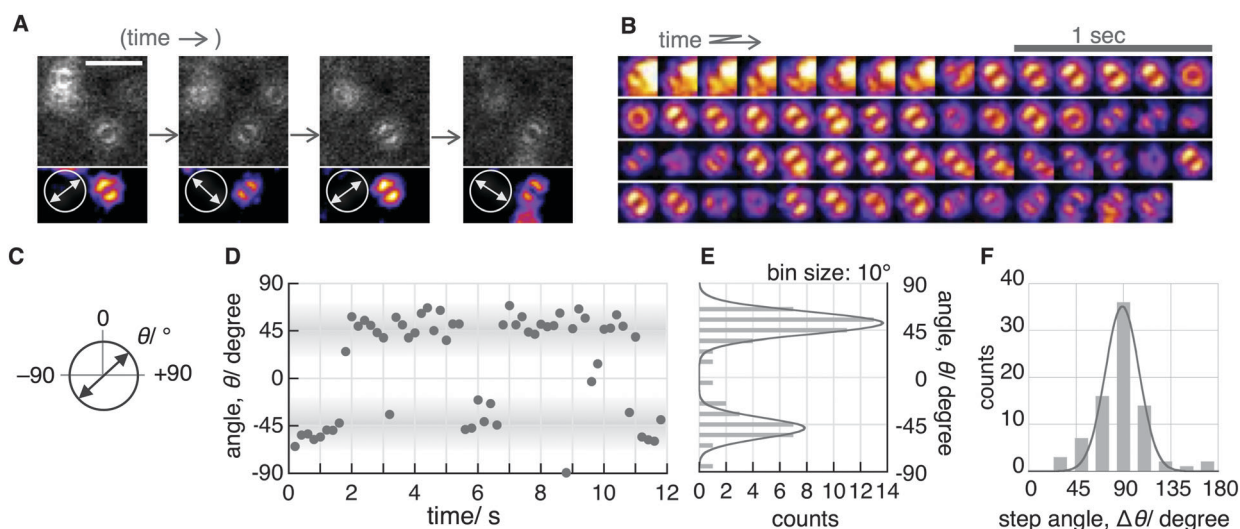 A
(time → )
B
time
1 sec
C
0
θ/ °
−90
+90
D
90
45
0
-45
-90
angle, θ/ degree
0 2 4 6 8 10 12
time/ s
E
bin size: 10°
90
45
0
-45
-90
angle, θ/ degree
0 2 4 6 8 10 12 14
counts
F
40
30
20
10
0
counts
0 45 90 135 180
step angle, Δθ/ degree